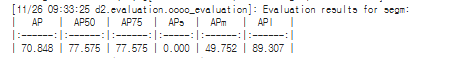 [11/26 09:33:25 d2.evaluation.coco_evaluation]: Evaluation results for segm:
|   AP   |  AP50  |  AP75  |  APs  |  APm   |  APl   |
|:------:|:------:|:------:|:-----:|:------:|:------:|
| 70.848 | 77.575 | 77.575 | 0.000 | 49.752 | 89.307 |